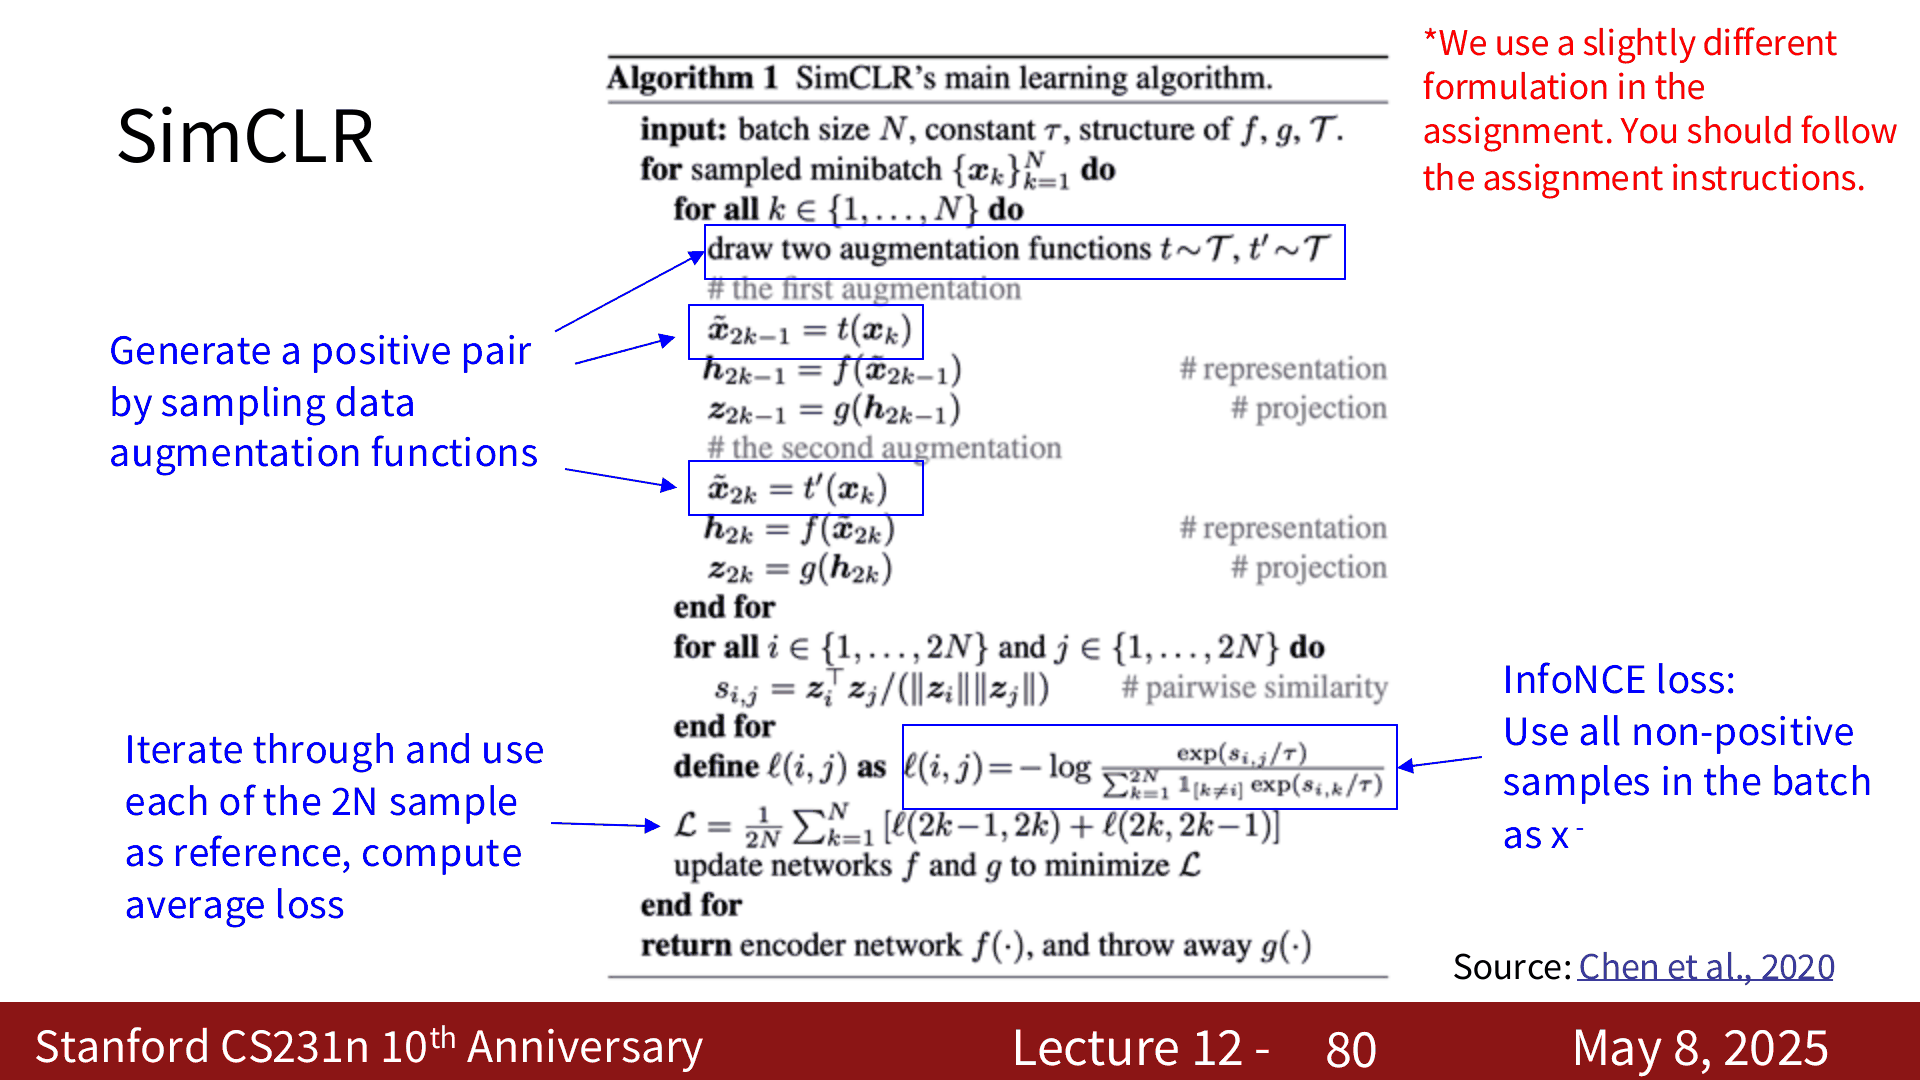 SimCLR
*We use a slightly different
formulation in the
assignment. You should follow
the assignment instructions.
Algorithm 1 SimCLR's main learning algorithm.
input: batch size N, constant τ, structure of f, g, 𝒯.
for sampled minibatch {x_k}_{k=1}^N do
for all k ∈ {1, . . . , N} do
draw two augmentation functions t∼𝒯, t′∼𝒯
# the first augmentation
x̃_{2k−1} = t(x_k)
h_{2k−1} = f(x̃_{2k−1}) # representation
z_{2k−1} = g(h_{2k−1}) # projection
# the second augmentation
x̃_{2k} = t′(x_k)
h_{2k} = f(x̃_{2k}) # representation
z_{2k} = g(h_{2k}) # projection
end for
for all i ∈ {1, . . . , 2N} and j ∈ {1, . . . , 2N} do
s_{i,j} = z_i^⊤ z_j/(‖z_i‖‖z_j‖) # pairwise similarity
end for
define ℓ(i, j) as ℓ(i,j)=−log exp(s_{i,j}/τ) / ∑_{k=1}^{2N} 𝟙_{[k≠i]} exp(s_{i,k}/τ)
ℒ = 1/2N ∑_{k=1}^N [ℓ(2k−1, 2k) + ℓ(2k, 2k−1)]
update networks f and g to minimize ℒ
end for
return encoder network f(·), and throw away g(·)
Generate a positive pair
by sampling data
augmentation functions
Iterate through and use
each of the 2N sample
as reference, compute
average loss
InfoNCE loss:
Use all non-positive
samples in the batch
as x⁻
Source: Chen et al., 2020
Stanford CS231n 10th Anniversary
Lecture 12 - 80
May 8, 2025